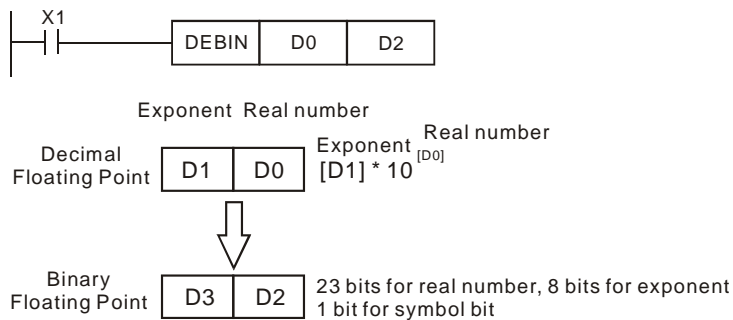 X1
DEBIN D0 D2
Exponent Real number
Decimal
Floating Point
D1 D0
Exponent
Real number
[D1] * 10 [D0]
Binary
Floating Point
D3 D2
23 bits for real number, 8 bits for exponent
1 bit for symbol bit